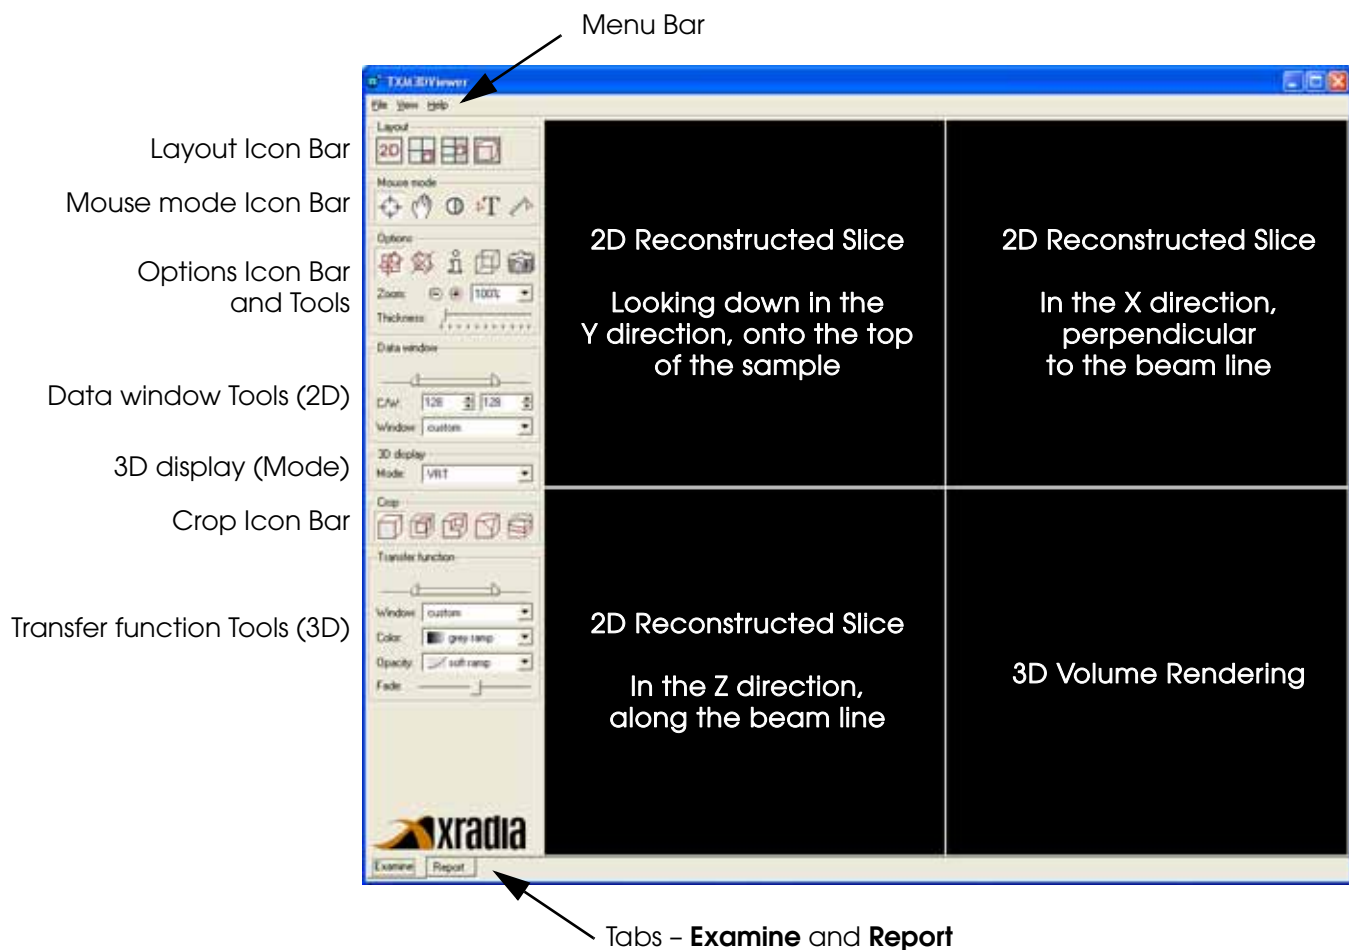 Menu Bar
TXM3DViewer
File View Help
Layout
2D
Layout Icon Bar
Mouse mode
T
Mouse mode Icon Bar
Options
Options Icon Bar
and Tools
Zoom: 100%
Thickness:
Data window
Data window Tools (2D)
C/W: 128 128
Window: custom
3D display
3D display (Mode)
Mode: VRT
Crop
Crop Icon Bar
Transfer function
Transfer function Tools (3D)
Window: custom
Color: grey ramp
Opacity: soft ramp
Fade:
xradia
Examine Report
2D Reconstructed Slice
Looking down in the
Y direction, onto the top
of the sample
2D Reconstructed Slice
In the X direction,
perpendicular
to the beam line
2D Reconstructed Slice
In the Z direction,
along the beam line
3D Volume Rendering
Tabs – Examine and Report